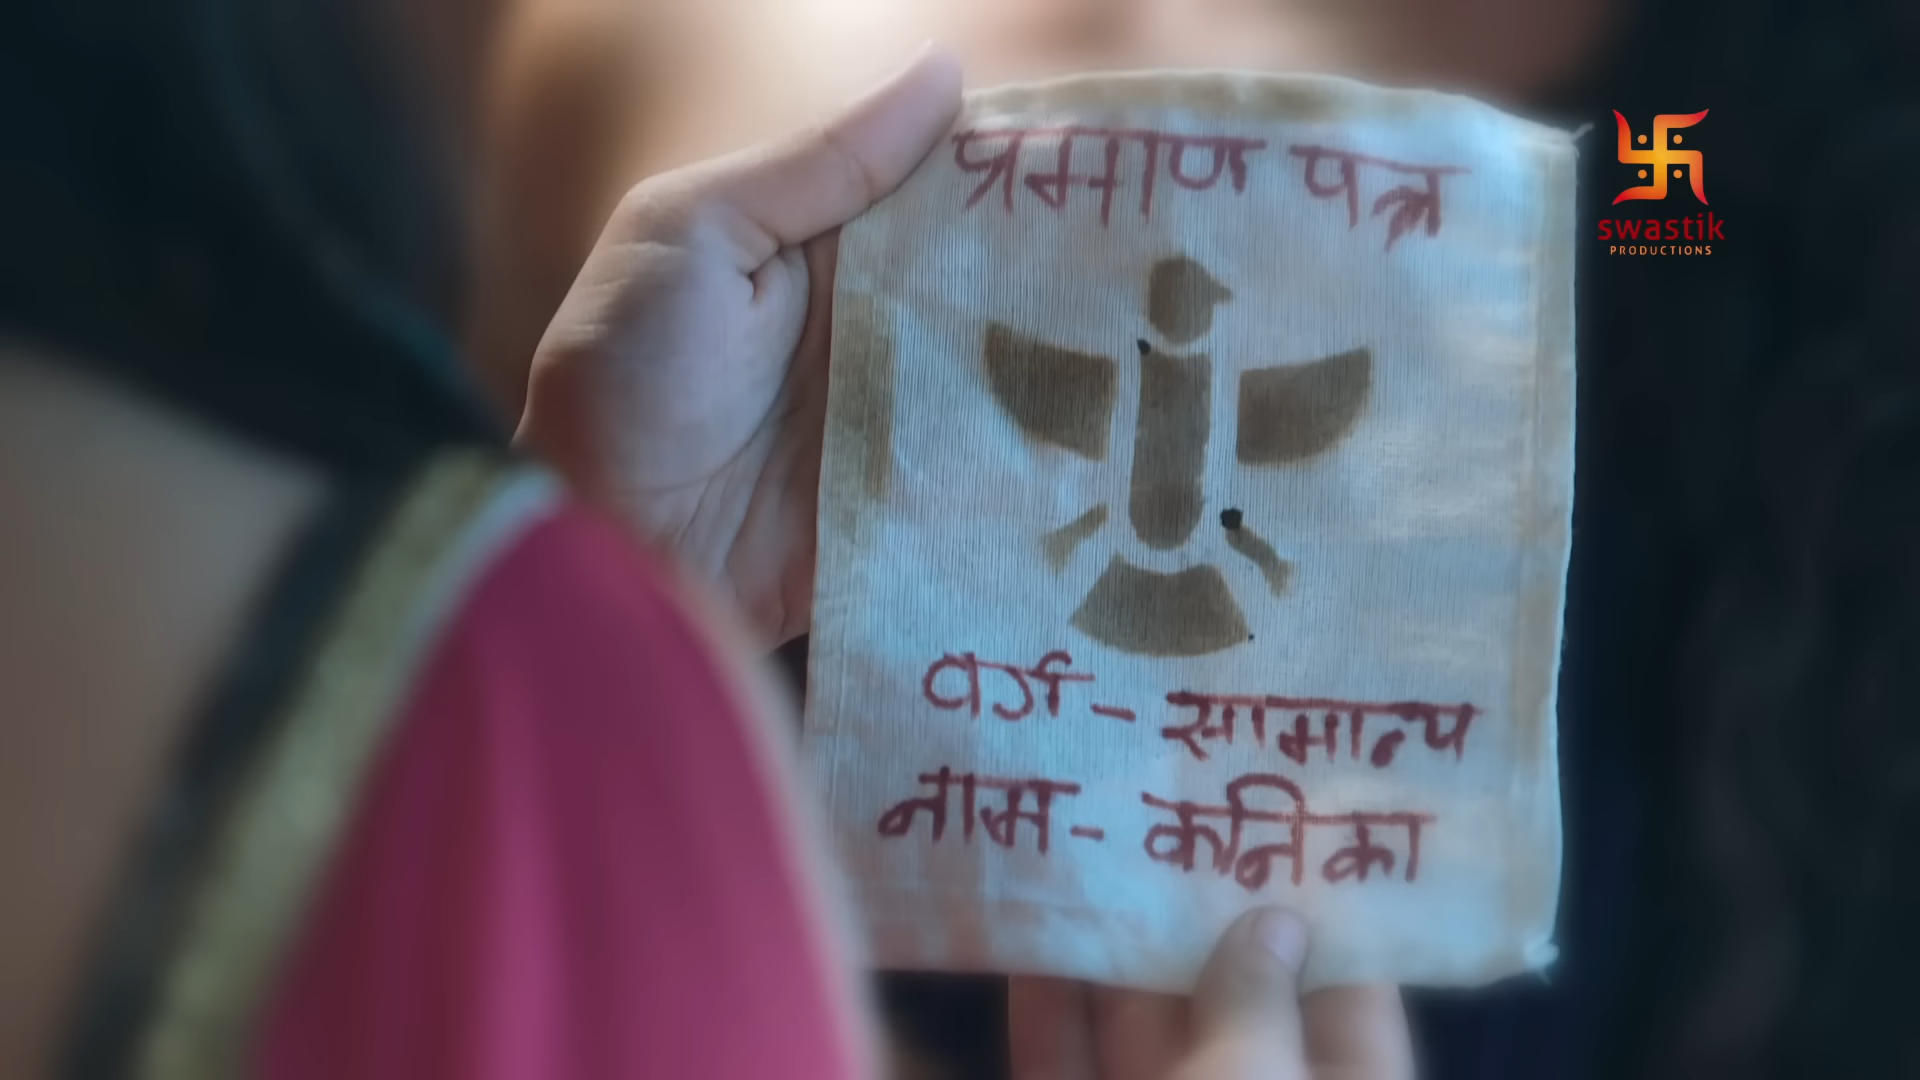 प्रमाण पत्र
swastik
PRODUCTIONS
वर्ग - सामान्य
नाम - कनिका